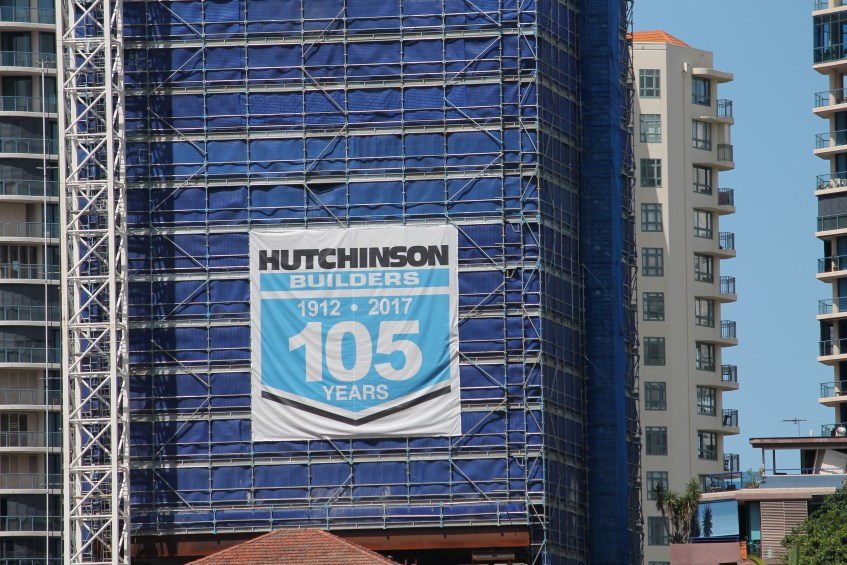 HUTCHINSON
BUILDERS
1912 • 2017
105
YEARS